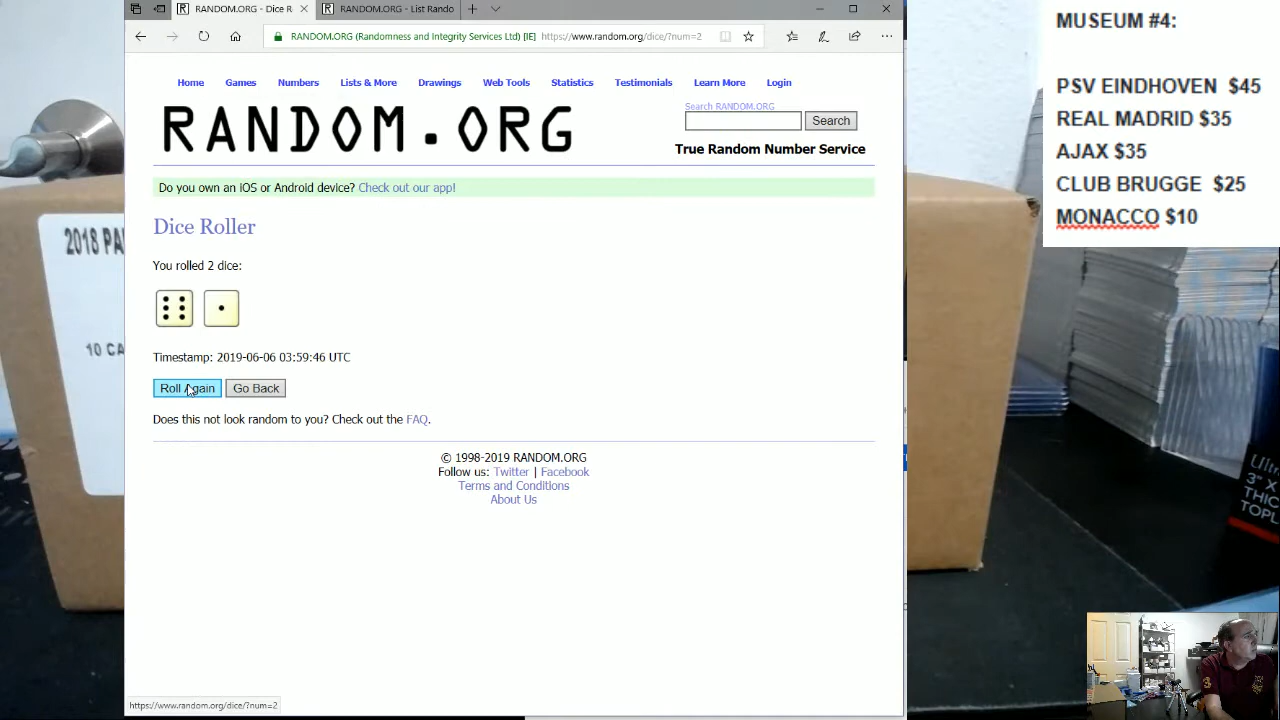 RANDOM.ORG - Dice R
RANDOM.ORG - List Rando
RANDOM.ORG (Randomness and Integrity Services Ltd) [IE]
https://www.random.org/dice/?num=2
Home Games Numbers Lists & More Drawings Web Tools Statistics Testimonials Learn More Login
RANDOM.ORG
Search RANDOM.ORG
Search
True Random Number Service
Do you own an iOS or Android device? Check out our app!
Dice Roller
You rolled 2 dice:
Timestamp: 2019-06-06 03:59:46 UTC
Roll Again Go Back
Does this not look random to you? Check out the FAQ.
© 1998-2019 RANDOM.ORG
Follow us: Twitter | Facebook
Terms and Conditions
About Us
https://www.random.org/dice/?num=2
MUSEUM #4:
PSV EINDHOVEN $45
REAL MADRID $35
AJAX $35
CLUB BRUGGE $25
MONACCO $10
2018 PA
10 CA
3" X
THIC
TOPL